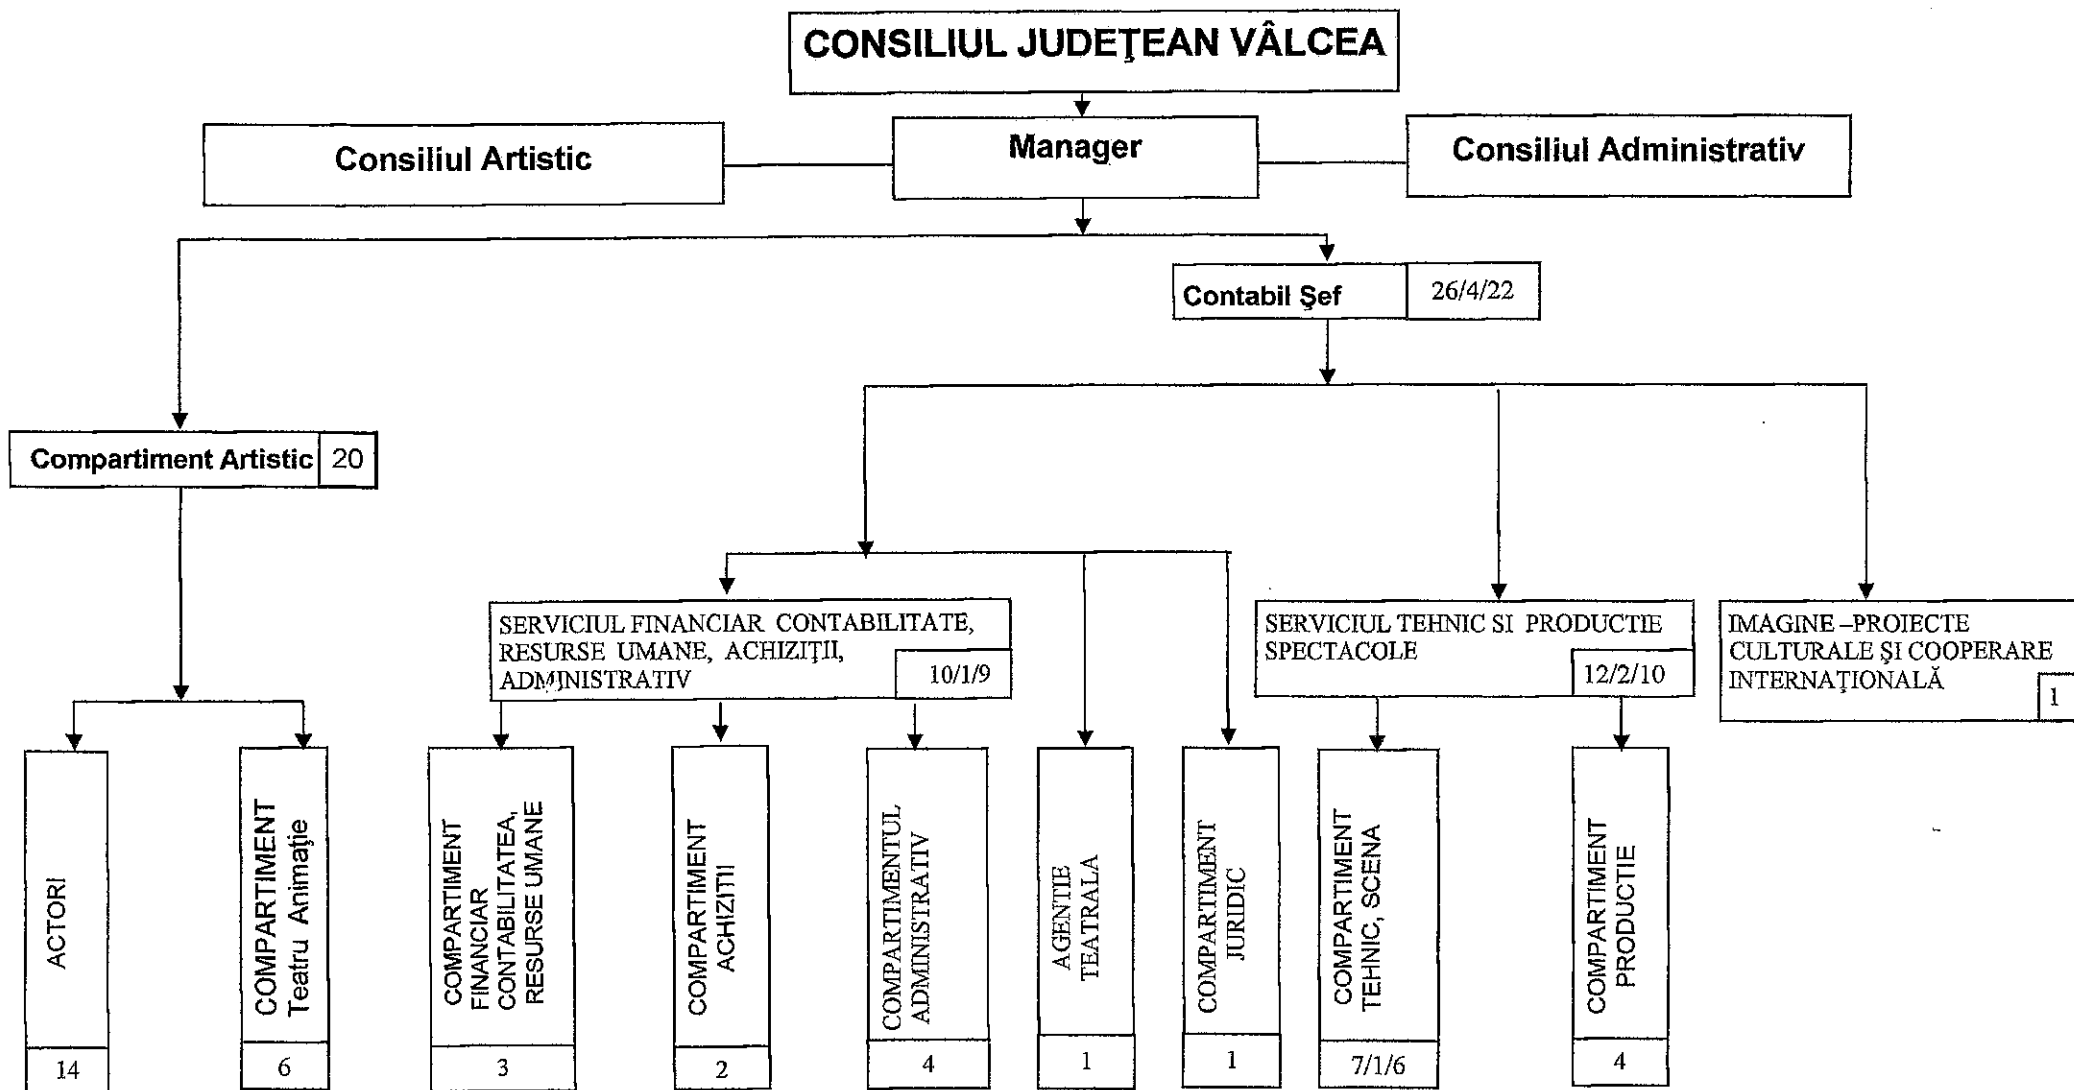 CONSILIUL JUDEŢEAN VÂLCEA
Consiliul Artistic
Manager
Consiliul Administrativ
Contabil Şef
26/4/22
Compartiment Artistic
20
SERVICIUL FINANCIAR CONTABILITATE,
RESURSE UMANE, ACHIZIŢII,
ADMINISTRATIV
10/1/9
SERVICIUL TEHNIC SI PRODUCTIE
SPECTACOLE
12/2/10
IMAGINE –PROIECTE
CULTURALE ŞI COOPERARE
INTERNAŢIONALĂ
1
ACTORI
14
COMPARTIMENT
Teatru Animaţie
6
COMPARTIMENT
FINANCIAR
CONTABILITATEA,
RESURSE UMANE
3
COMPARTIMENT
ACHIZITII
2
COMPARTIMENTUL
ADMINISTRATIV
4
AGENTIE
TEATRALA
1
COMPARTIMENT
JURIDIC
1
COMPARTIMENT
TEHNIC, SCENA
7/1/6
COMPARTIMENT
PRODUCTIE
4